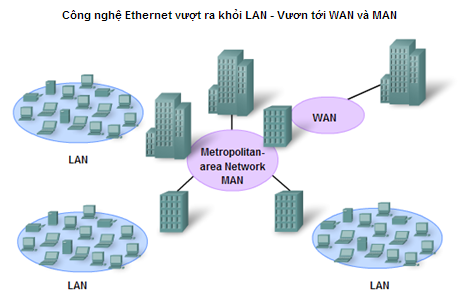 Công nghệ Ethernet vượt ra khỏi LAN - Vươn tới WAN và MAN
LAN
WAN
Metropolitan-
area Network
MAN
LAN
LAN